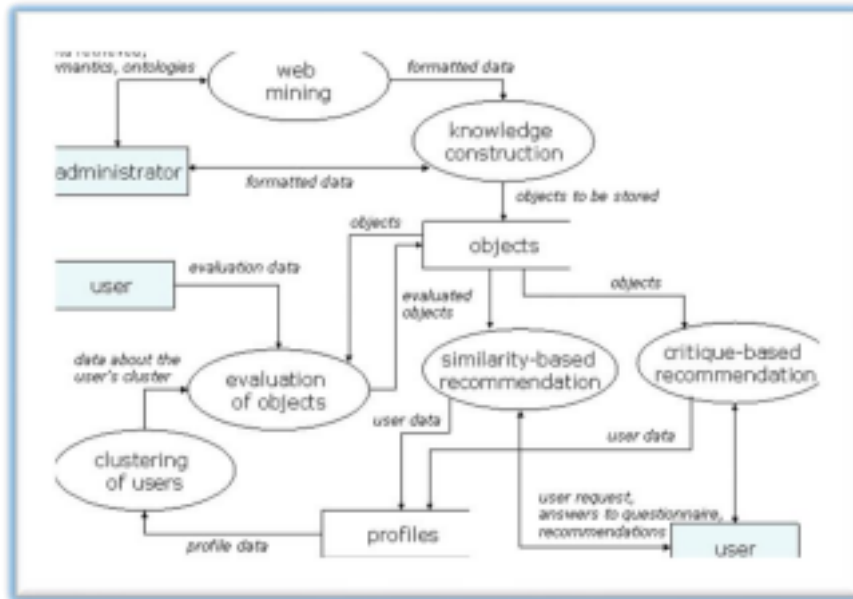 retrieved,
semantics, ontologies
web
mining
formatted data
knowledge
construction
administrator
formatted data
objects to be stored
objects
objects
user
evaluation data
evaluated
objects
objects
data about the
user's cluster
evaluation
of objects
similarity-based
recommendation
critique-based
recommendation
user data
user data
clustering
of users
user request,
answers to questionnaire,
recommendations
profile data
profiles
user